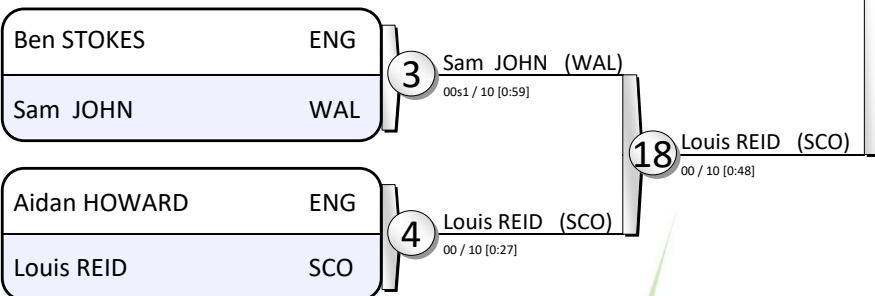 Ben STOKES ENG
Sam JOHN WAL
3
Sam JOHN (WAL)
00s1 / 10 [0:59]
Aidan HOWARD ENG
Louis REID SCO
4
Louis REID (SCO)
00 / 10 [0:27]
18
Louis REID (SCO)
00 / 10 [0:48]